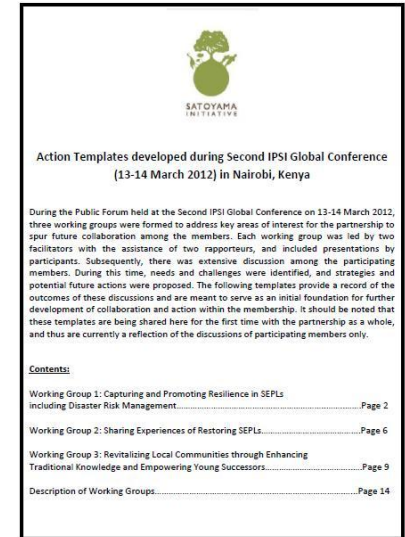 SATOYAMA
INITIATIVE
Action Templates developed during Second IPSI Global Conference
(13-14 March 2012) in Nairobi, Kenya
During the Public Forum held at the Second IPSI Global Conference on 13-14 March 2012,
three working groups were formed to address key areas of interest for the partnership to
spur future collaboration among the members. Each working group was led by two
facilitators with the assistance of two rapporteurs, and included presentations by
participants. Subsequently, there was extensive discussion among the participating
members. During this time, needs and challenges were identified, and strategies and
potential future actions were proposed. The following templates provide a record of the
outcomes of these discussions and are meant to serve as an initial foundation for further
development of collaboration and action within the membership. It should be noted that
these templates are being shared here for the first time with the partnership as a whole,
and thus are currently a reflection of the discussions of participating members only.
Contents:
Working Group 1: Capturing and Promoting Resilience in SEPLs
including Disaster Risk Management...............................................................Page 2
Working Group 2: Sharing Experiences of Restoring SEPLs..................................Page 6
Working Group 3: Revitalizing Local Communities through Enhancing
Traditional Knowledge and Empowering Young Successors.................................Page 9
Description of Working Groups.......................................................................Page 14